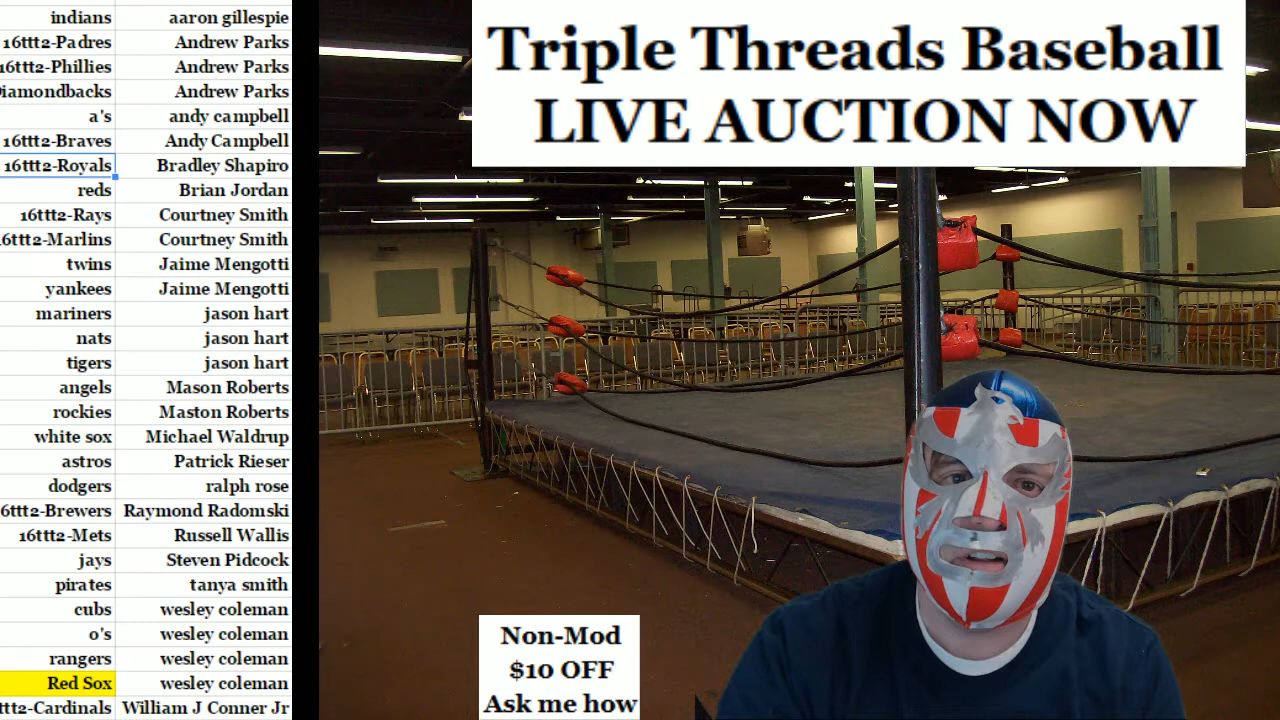 indians aaron gillespie
16ttt2-Padres Andrew Parks
16ttt2-Phillies Andrew Parks
Diamondbacks Andrew Parks
a's andy campbell
16ttt2-Braves Andy Campbell
16ttt2-Royals Bradley Shapiro
reds Brian Jordan
16ttt2-Rays Courtney Smith
6ttt2-Marlins Courtney Smith
twins Jaime Mengotti
yankees Jaime Mengotti
mariners jason hart
nats jason hart
tigers jason hart
angels Mason Roberts
rockies Maston Roberts
white sox Michael Waldrup
astros Patrick Rieser
dodgers ralph rose
6ttt2-Brewers Raymond Radomski
16ttt2-Mets Russell Wallis
jays Steven Pidcock
pirates tanya smith
cubs wesley coleman
o's wesley coleman
rangers wesley coleman
Red Sox wesley coleman
ttt2-Cardinals William J Conner Jr
Triple Threads Baseball
LIVE AUCTION NOW
Non-Mod
$10 OFF
Ask me how